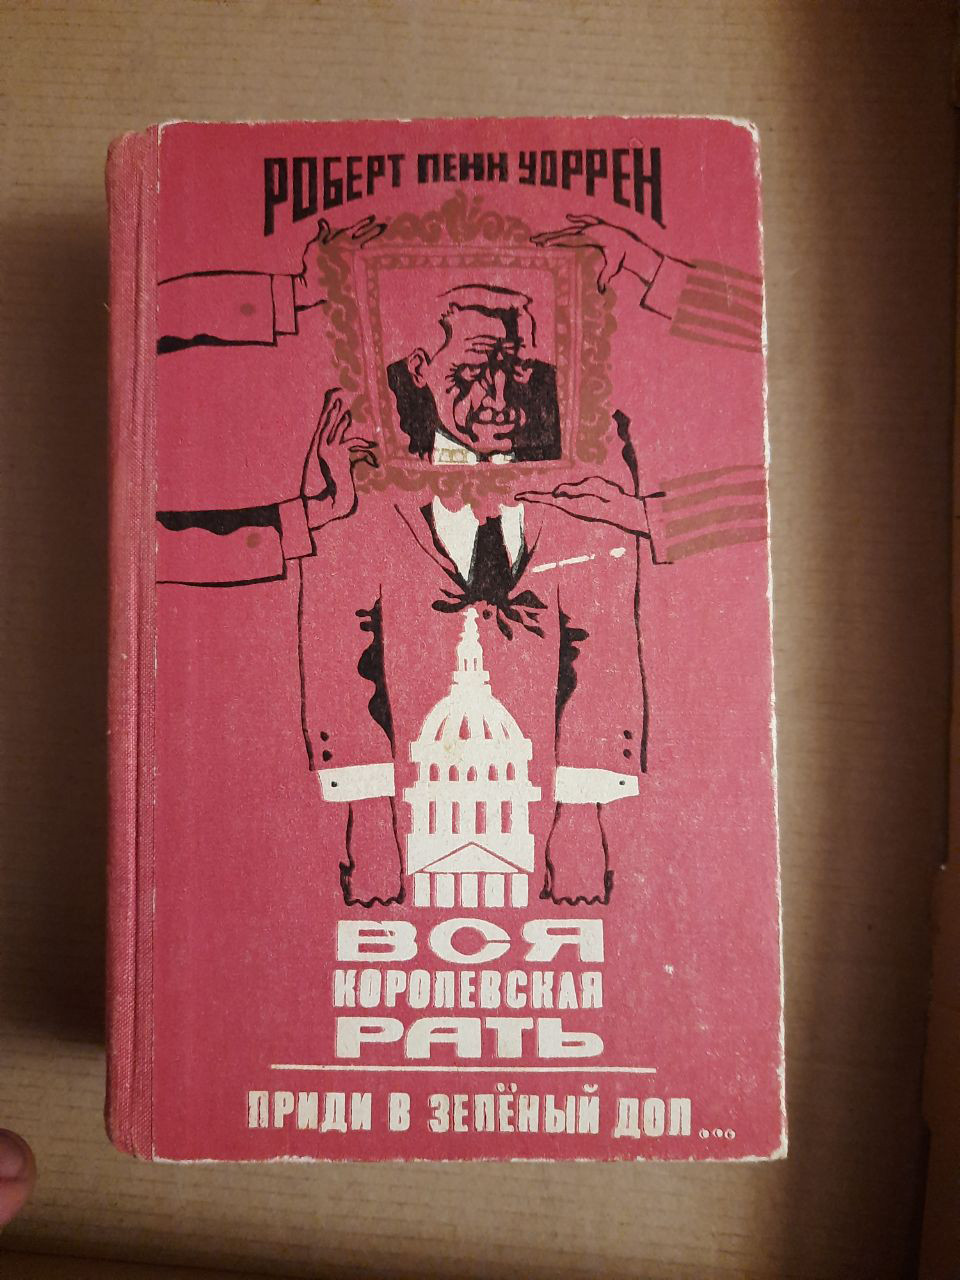 РОБЕРТ ПЕНН УОРРЕН
ВСЯ
КОРОЛЕВСКАЯ
РАТЬ
ПРИДИ В ЗЕЛЁНЫЙ ДОЛ...